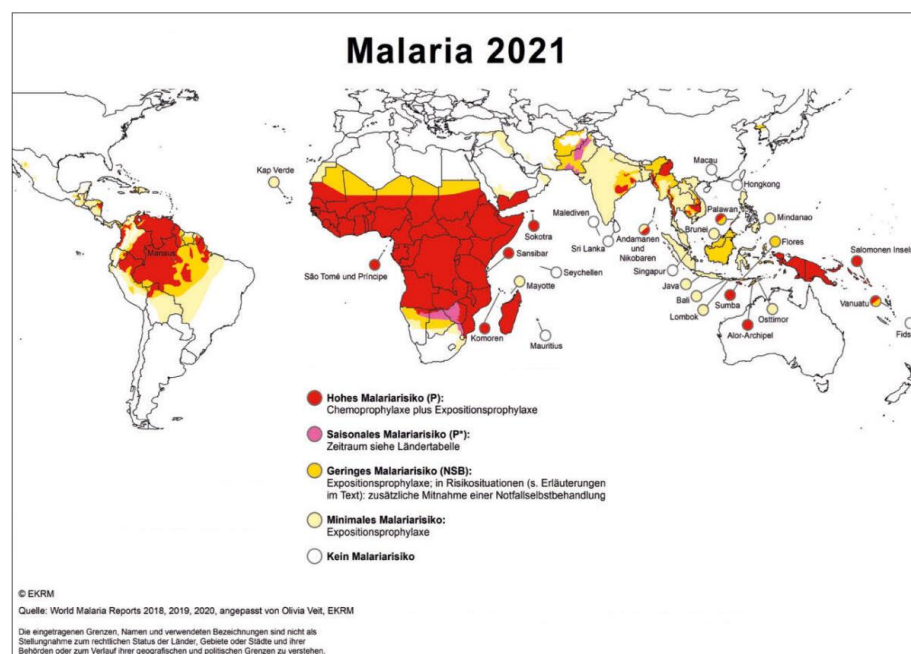 Malaria 2021
Kap Verde
Macau
Hongkong
Malediven
Palawan
Brunei
Mindanao
Manaus
Sokotra
Sri Lanka
Andamanen
und
Nikobaren
Flores
Sansibar
Salomonen Insel
São Tomé und Príncipe
Seychellen
Singapur
Mayotte
Java
Bali
Sumba
Vanuatu
Lombok
Osttimor
Komoren
Mauritius
Alor-Archipel
Fids
Hohes Malariarisiko (P):
Chemoprophylaxe plus Expositionsprophylaxe
Saisonales Malariarisiko (P*):
Zeitraum siehe Ländertabelle
Geringes Malariarisiko (NSB):
Expositionsprophylaxe; in Risikosituationen (s. Erläuterungen
im Text): zusätzliche Mitnahme einer Notfallselbstbehandlung
Minimales Malariarisiko:
Expositionsprophylaxe
Kein Malariarisiko
© EKRM
Quelle: World Malaria Reports 2018, 2019, 2020, angepasst von Olivia Veit, EKRM
Die eingetragenen Grenzen, Namen und verwendeten Bezeichnungen sind nicht als
Stellungnahme zum rechtlichen Status der Länder, Gebiete oder Städte und ihrer
Behörden oder zum Verlauf ihrer geografischen und politischen Grenzen zu verstehen.